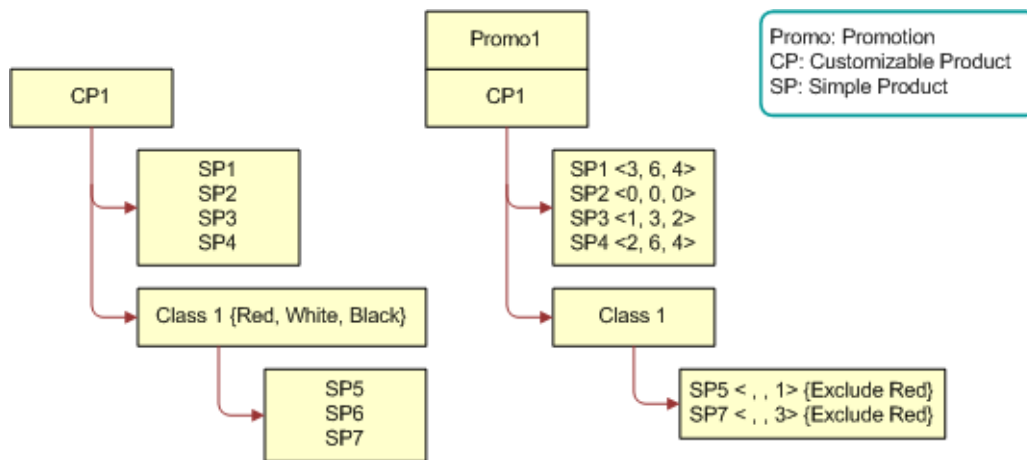 CP1
SP1
SP2
SP3
SP4
Class 1 {Red, White, Black}
SP5
SP6
SP7
Promo1
CP1
SP1 <3, 6, 4>
SP2 <0, 0, 0>
SP3 <1, 3, 2>
SP4 <2, 6, 4>
Class 1
SP5 < , , 1> {Exclude Red}
SP7 < , , 3> {Exclude Red}
Promo: Promotion
CP: Customizable Product
SP: Simple Product